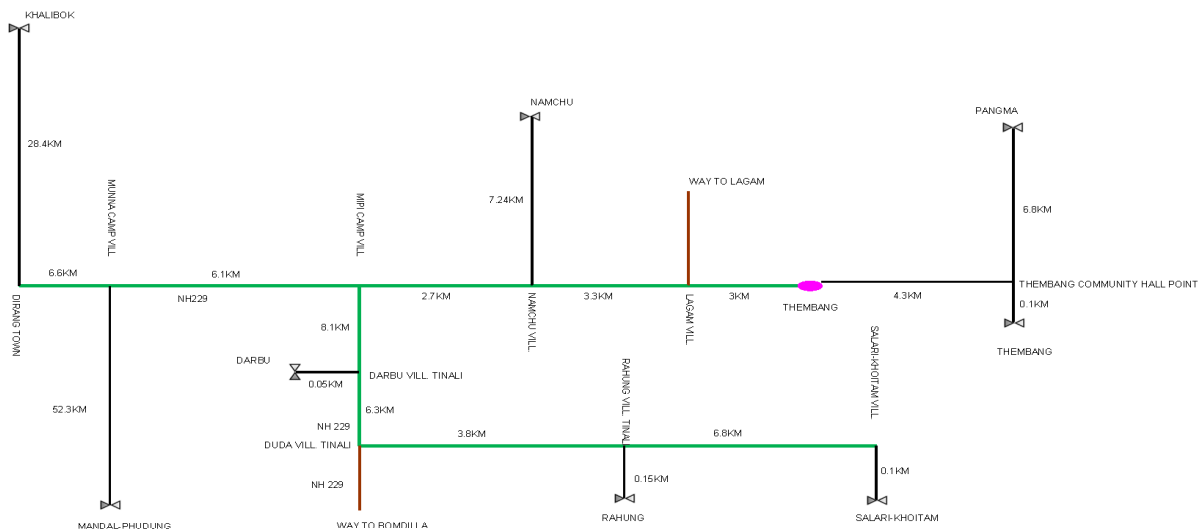 KHALIBOK
NAMCHU
PANGMA
28.4KM
MUNNA CAMP VILL
MIPI CAMP VILL
7.24KM
WAY TO LAGAM
6.8KM
6.6KM
6.1KM
NH229
2.7KM
3.3KM
3KM
4.3KM
THEMBANG COMMUNITY HALL POINT
0.1KM
THEMBANG
THEMBANG
DIRANG TOWN
NAMCHU VILL.
LAGAM VILL
8.1KM
DARBU
DARBU VILL. TINALI
0.05KM
RAHUNG VILL. TINALI
SALARI-KHOITAM VILL
52.3KM
6.3KM
NH 229
DUDA VILL. TINALI
3.8KM
6.8KM
NH 229
0.15KM
0.1KM
MANDAL-PHUDUNG
WAY TO BOMDILLA
RAHUNG
SALARI-KHOITAM